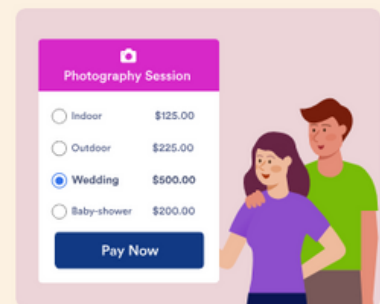 Photography Session
Indoor $125.00
Outdoor $225.00
Wedding $500.00
Baby-shower $200.00
Pay Now